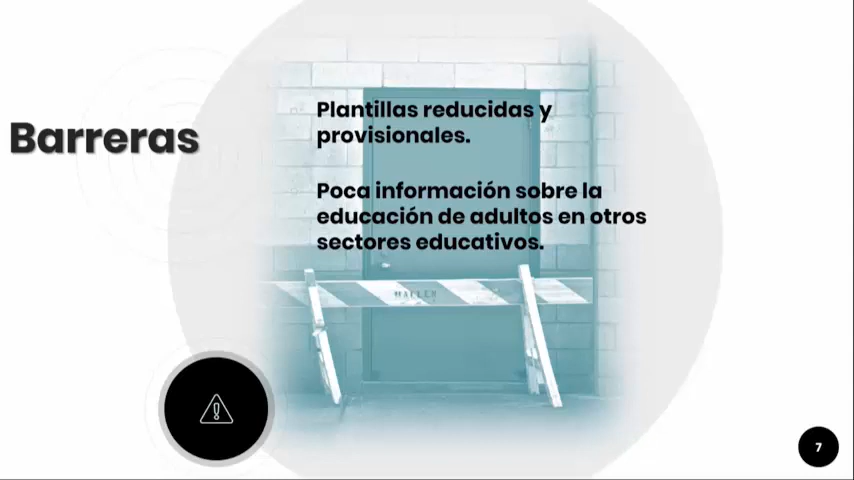 Barreras
Plantillas reducidas y
provisionales.
Poca información sobre la
educación de adultos en otros
sectores educativos.
7